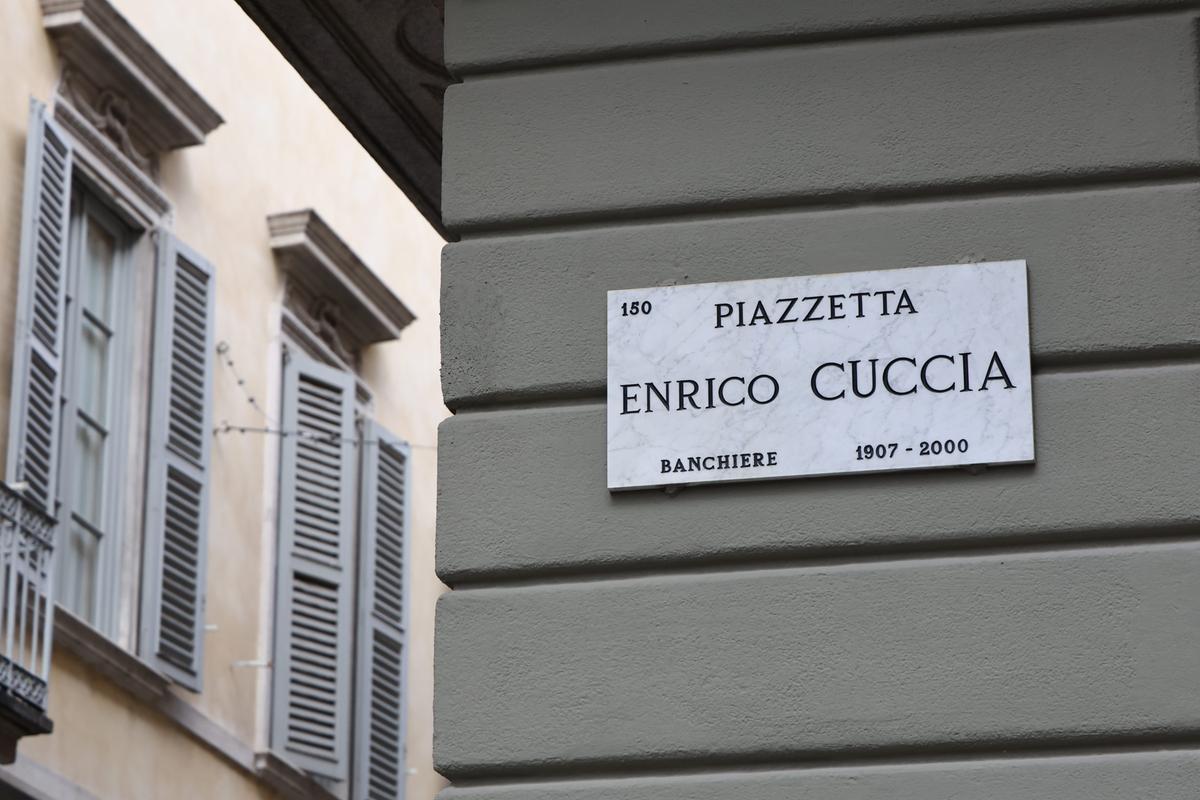 150 PIAZZETTA
ENRICO CUCCIA
BANCHIERE 1907 - 2000